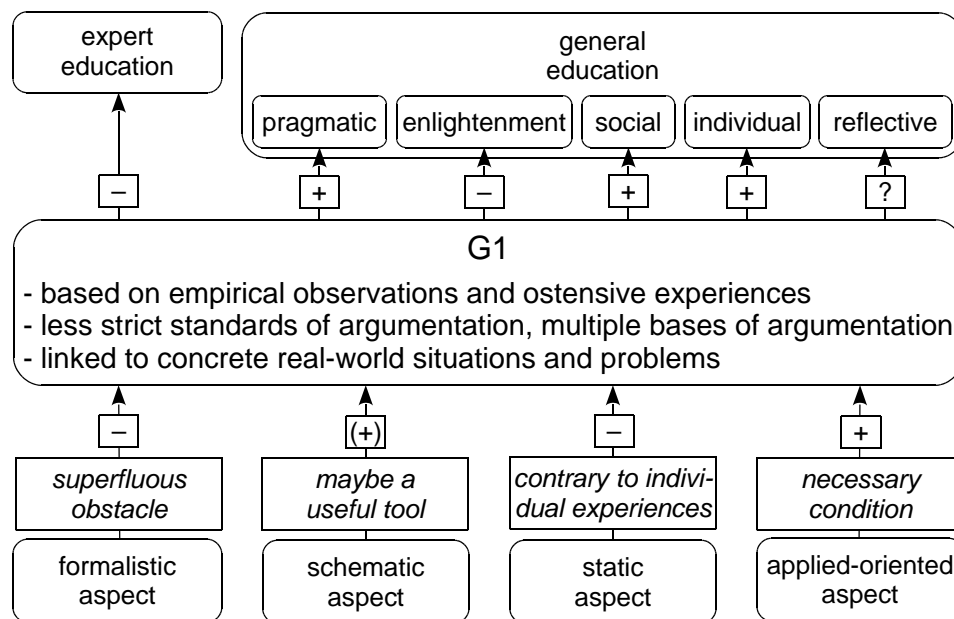 expert
education
general
education
pragmatic
enlightenment
social
individual
reflective
–
+
–
+
+
?
G1
- based on empirical observations and ostensive experiences
- less strict standards of argumentation, multiple bases of argumentation
- linked to concrete real-world situations and problems
–
(+)
–
+
superfluous
obstacle
maybe a
useful tool
contrary to indivi-
dual experiences
necessary
condition
formalistic
aspect
schematic
aspect
static
aspect
applied-oriented
aspect